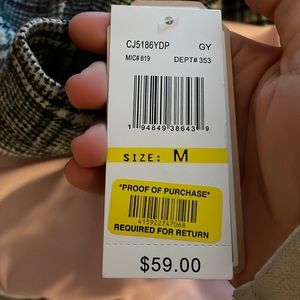 CJ5186YDP GY
MIC# 819 DEPT# 353
1 94849 38643 9
SIZE: M
*PROOF OF PURCHASE*
415922747068
REQUIRED FOR RETURN
$59.00